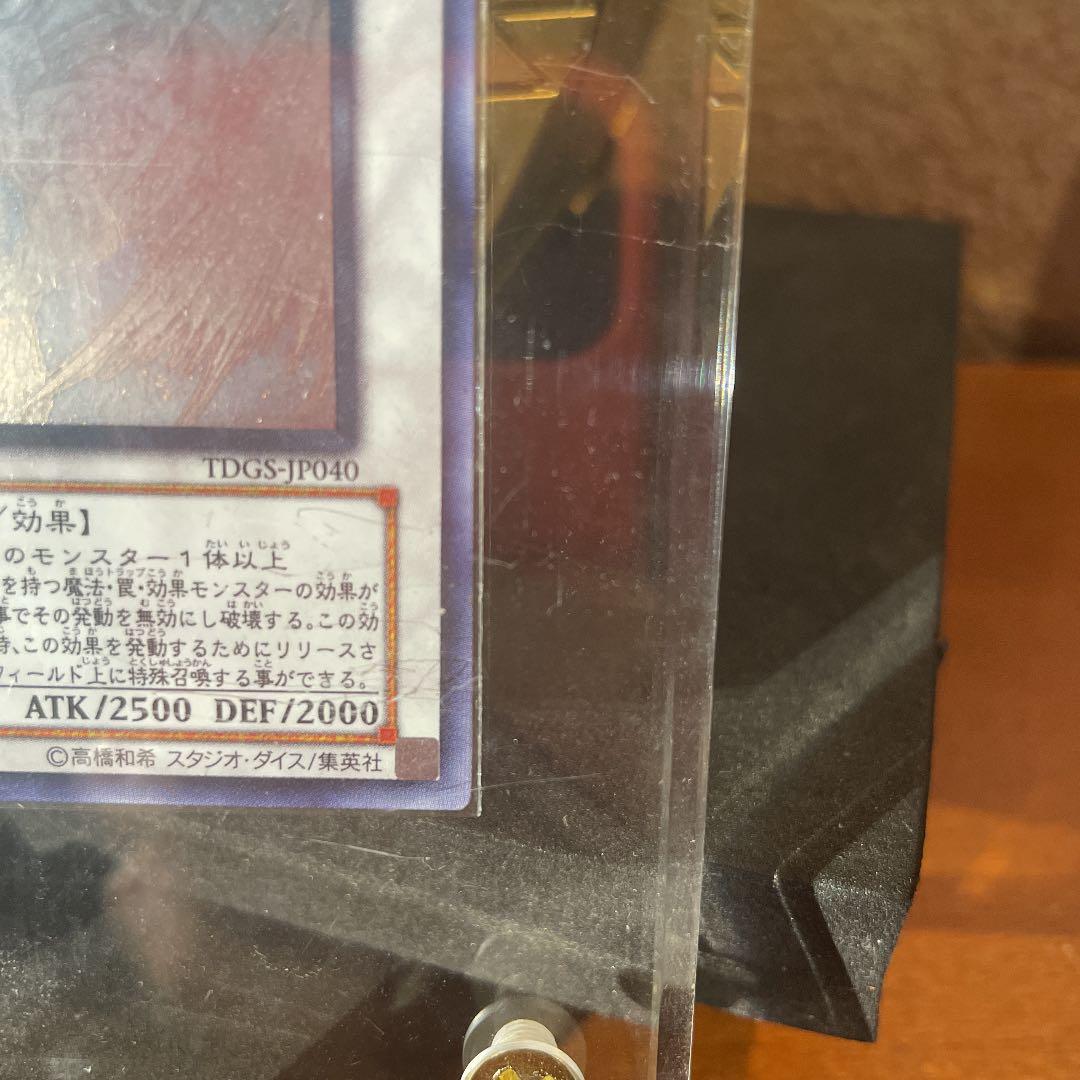 TDGS-JP040
／効果】
のモンスター１体以上
を持つ魔法・罠・効果モンスターの効果が
事でその発動を無効にし破壊する。この効
時、この効果を発動するためにリリースさ
フィールド上に特殊召喚する事ができる。
ATK/2500 DEF/2000
©高橋和希 スタジオ・ダイス/集英社